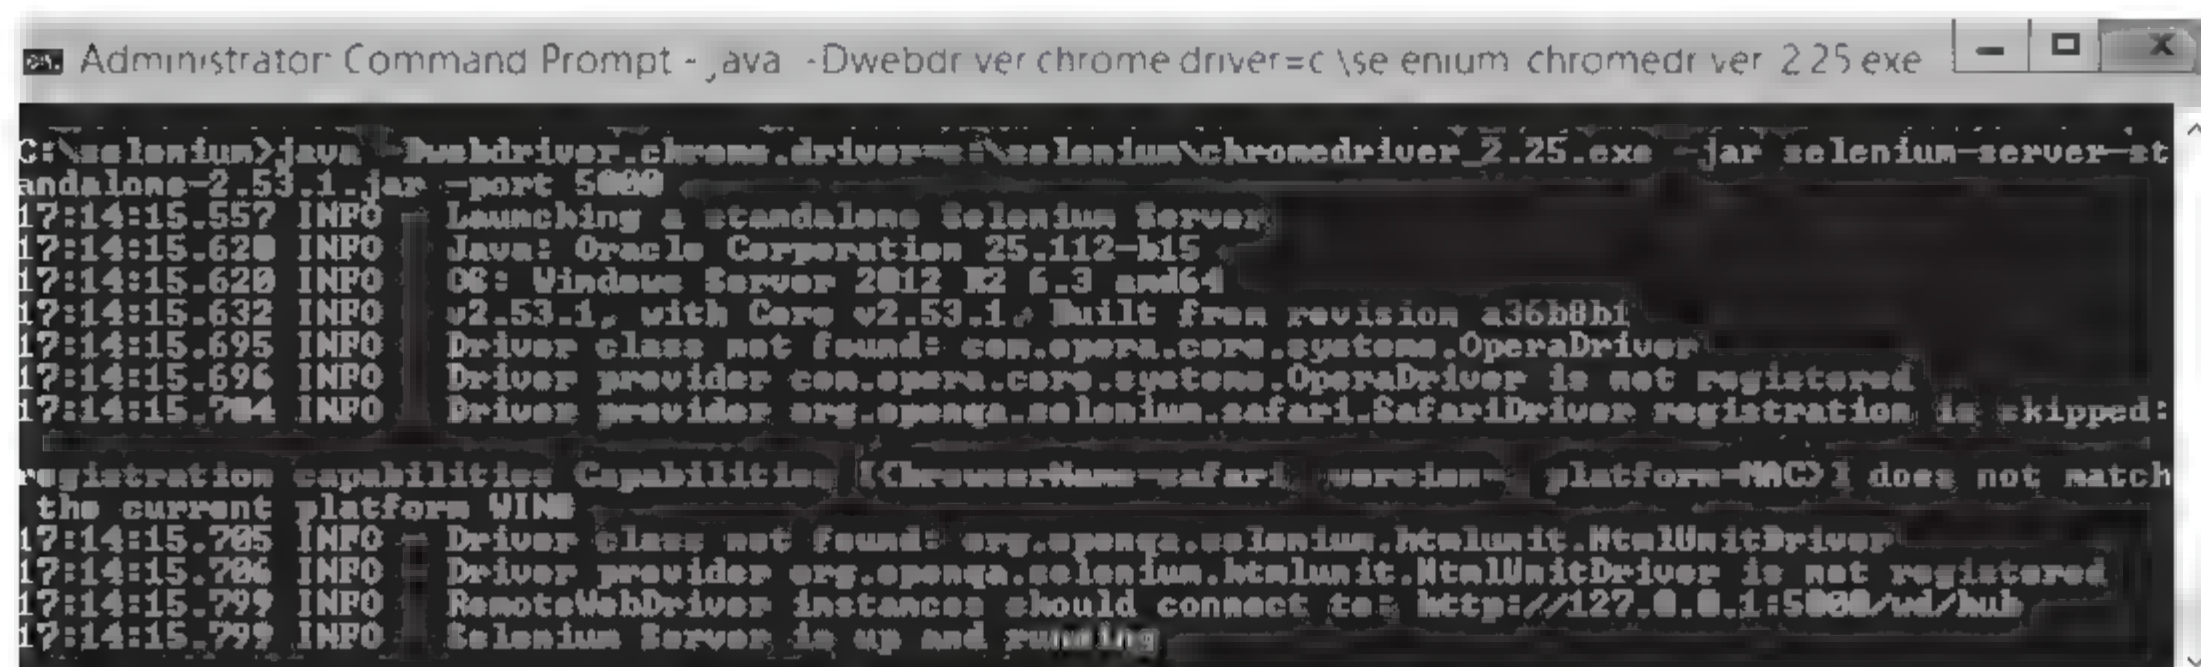 Administrator Command Prompt - java -Dwebdriver chrome driver=c \selenium chromedriver 2 25 exe
C:\selenium>java -Dwebdriver.chrome.driver=c:\selenium\chromedriver_2.25.exe -jar selenium-server-st
andalone-2.53.1.jar -port 5000
17:14:15.557 INFO - Launching a standalone Selenium Server
17:14:15.620 INFO - Java: Oracle Corporation 25.112-b15
17:14:15.620 INFO - OS: Windows Server 2012 R2 6.3 amd64
17:14:15.632 INFO - v2.53.1, with Core v2.53.1. Built from revision a36b8b1
17:14:15.695 INFO - Driver class not found: com.opera.core.systems.OperaDriver
17:14:15.696 INFO - Driver provider com.opera.core.systems.OperaDriver is not registered
17:14:15.704 INFO - Driver provider org.openqa.selenium.safari.SafariDriver registration is skipped:
registration capabilities Capabilities [{browserName=safari, version=, platform=MAC}] does not match
the current platform WIN8
17:14:15.705 INFO - Driver class not found: org.openqa.selenium.htmlunit.HtmlUnitDriver
17:14:15.706 INFO - Driver provider org.openqa.selenium.htmlunit.HtmlUnitDriver is not registered
17:14:15.799 INFO - RemoteWebDriver instances should connect to: http://127.0.0.1:5000/wd/hub
17:14:15.799 INFO - Selenium Server is up and running